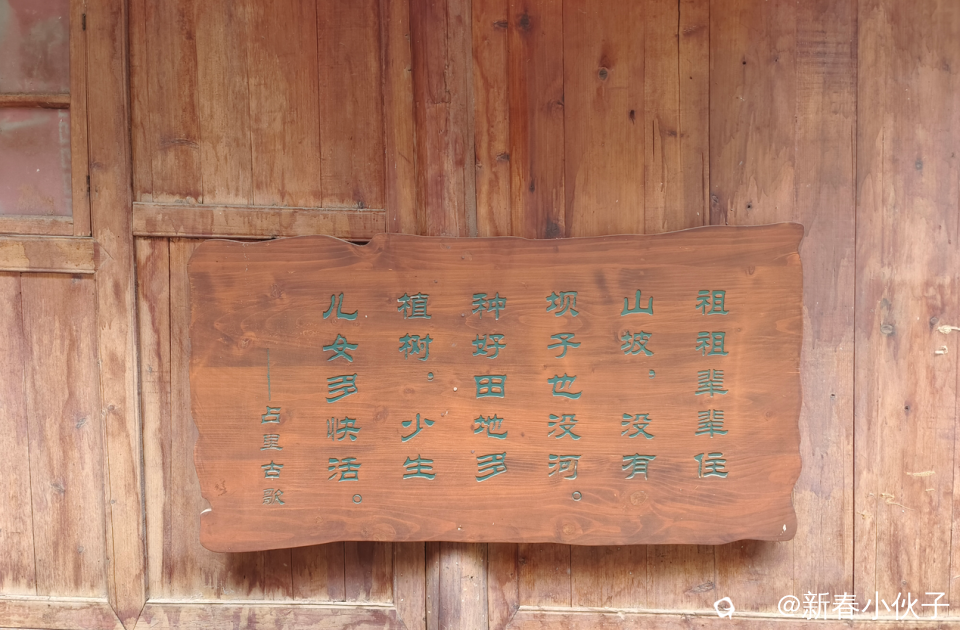 祖祖辈辈住
山坡，没有
坝子也没河。
种好田地多
植树。少生
儿女多快活。
——占里古歌
@新春小伙子